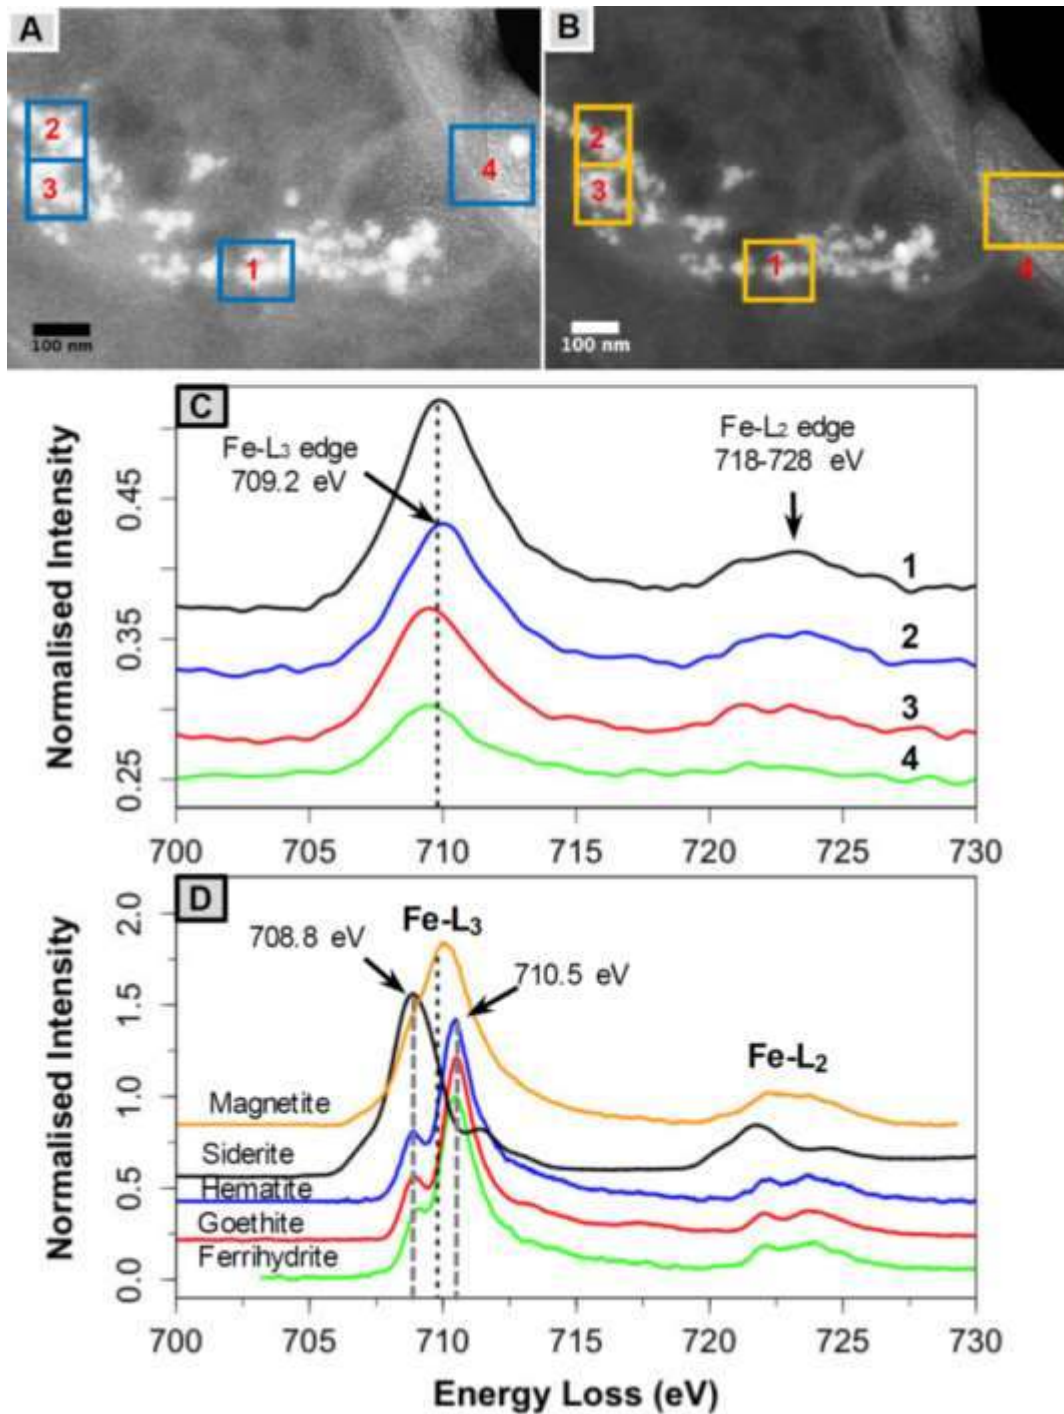 A
2
3
4
1
100 nm
B
2
3
1
4
100 nm
C
Fe-L3 edge
709.2 eV
Fe-L2 edge
718-728 eV
1
2
3
4
Normalised Intensity
0.45
0.35
0.25
700 705 710 715 720 725 730
D
708.8 eV
Fe-L3
710.5 eV
Fe-L2
Magnetite
Siderite
Hematite
Goethite
Ferrihydrite
Normalised Intensity
2.0
1.5
1.0
0.5
0.0
700 705 710 715 720 725 730
Energy Loss (eV)